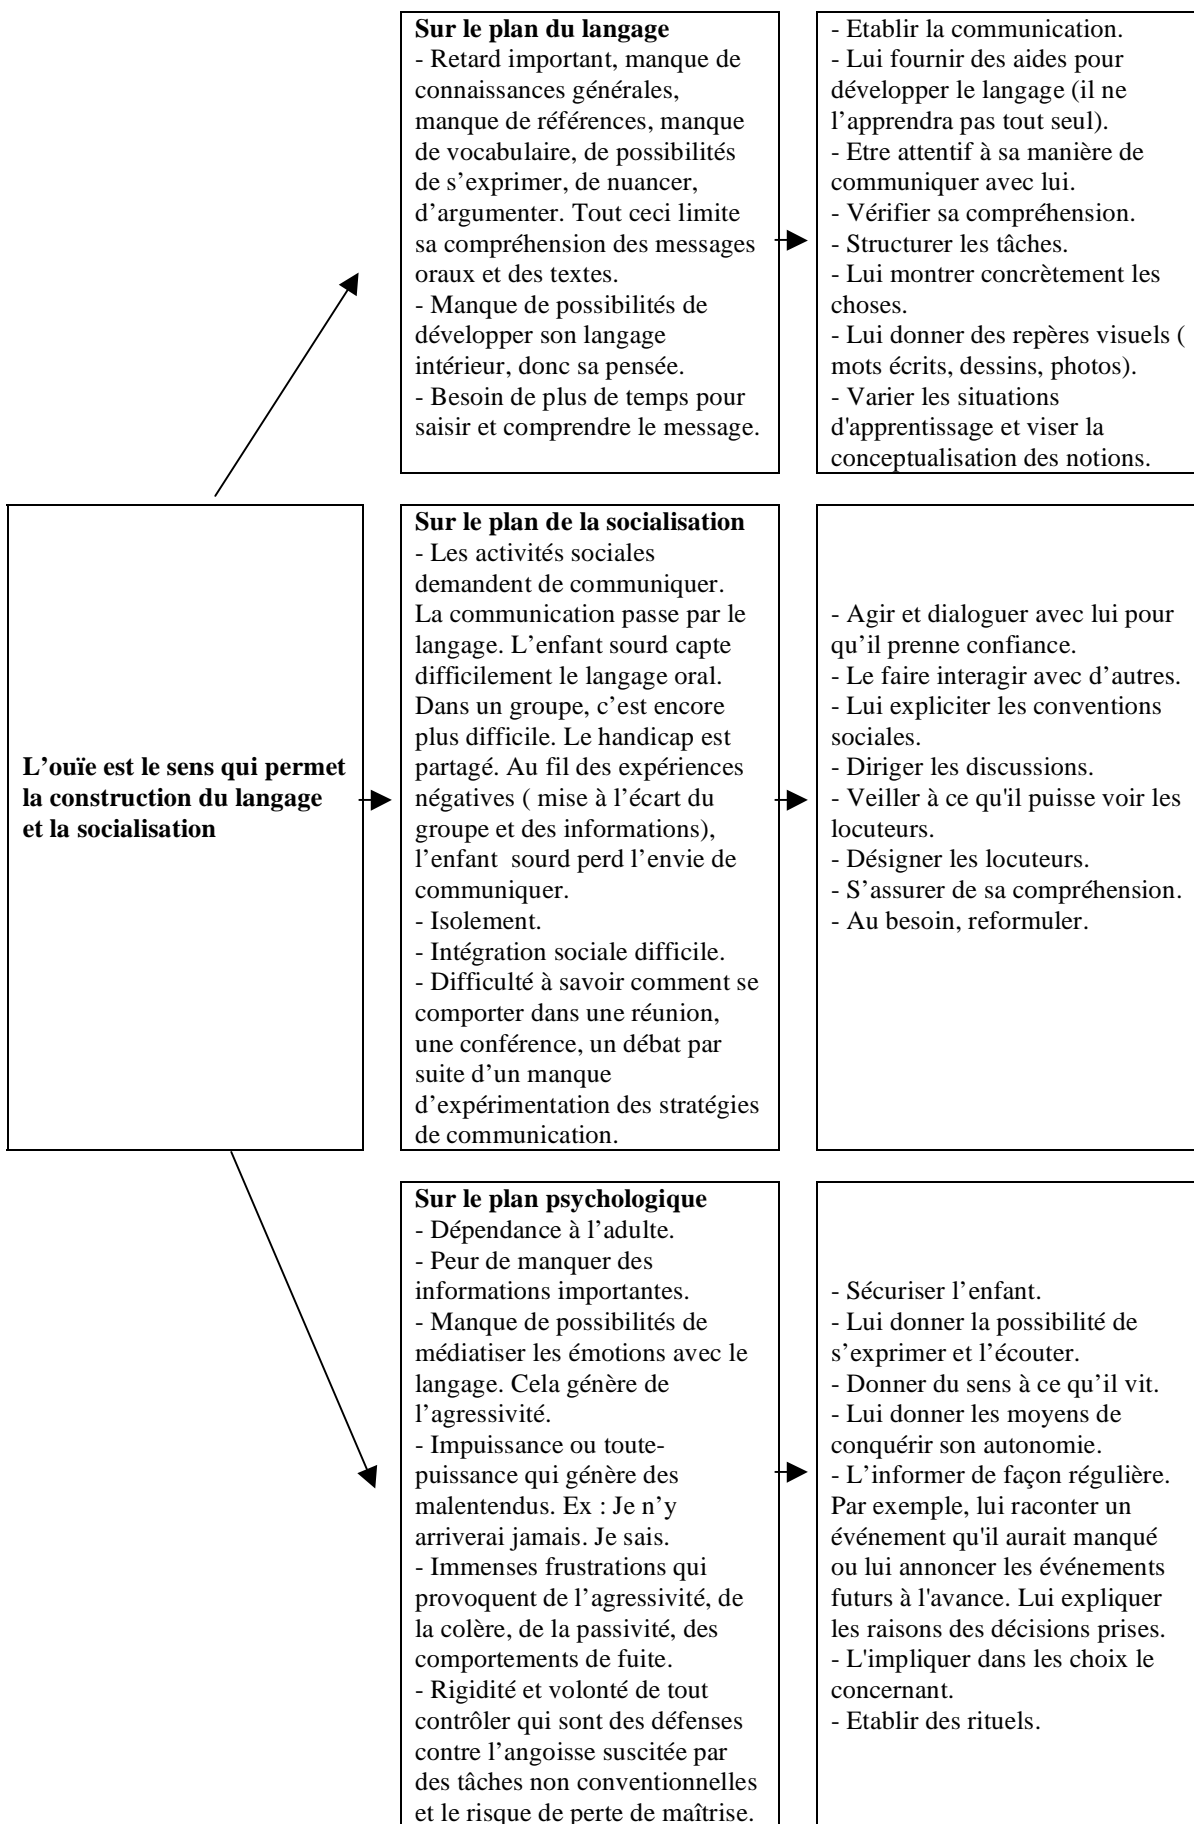 Sur le plan du langage
- Retard important, manque de
connaissances générales,
manque de références, manque
de vocabulaire, de possibilités
de s’exprimer, de nuancer,
d’argumenter. Tout ceci limite
sa compréhension des messages
oraux et des textes.
- Manque de possibilités de
développer son langage
intérieur, donc sa pensée.
- Besoin de plus de temps pour
saisir et comprendre le message.
- Etablir la communication.
- Lui fournir des aides pour
développer le langage (il ne
l’apprendra pas tout seul).
- Etre attentif à sa manière de
communiquer avec lui.
- Vérifier sa compréhension.
- Structurer les tâches.
- Lui montrer concrètement les
choses.
- Lui donner des repères visuels (
mots écrits, dessins, photos).
- Varier les situations
d'apprentissage et viser la
conceptualisation des notions.
L’ouïe est le sens qui permet
la construction du langage
et la socialisation
Sur le plan de la socialisation
- Les activités sociales
demandent de communiquer.
La communication passe par le
langage. L’enfant sourd capte
difficilement le langage oral.
Dans un groupe, c’est encore
plus difficile. Le handicap est
partagé. Au fil des expériences
négatives ( mise à l’écart du
groupe et des informations),
l’enfant  sourd perd l’envie de
communiquer.
- Isolement.
- Intégration sociale difficile.
- Difficulté à savoir comment se
comporter dans une réunion,
une conférence, un débat par
suite d’un manque
d’expérimentation des stratégies
de communication.
- Agir et dialoguer avec lui pour
qu’il prenne confiance.
- Le faire interagir avec d’autres.
- Lui expliciter les conventions
sociales.
- Diriger les discussions.
- Veiller à ce qu'il puisse voir les
locuteurs.
- Désigner les locuteurs.
- S’assurer de sa compréhension.
- Au besoin, reformuler.
Sur le plan psychologique
- Dépendance à l’adulte.
- Peur de manquer des
informations importantes.
- Manque de possibilités de
médiatiser les émotions avec le
langage. Cela génère de
l’agressivité.
- Impuissance ou toute-
puissance qui génère des
malentendus. Ex : Je n’y
arriverai jamais. Je sais.
- Immenses frustrations qui
provoquent de l’agressivité, de
la colère, de la passivité, des
comportements de fuite.
- Rigidité et volonté de tout
contrôler qui sont des défenses
contre l’angoisse suscitée par
des tâches non conventionnelles
et le risque de perte de maîtrise.
- Sécuriser l’enfant.
- Lui donner la possibilité de
s’exprimer et l’écouter.
- Donner du sens à ce qu’il vit.
- Lui donner les moyens de
conquérir son autonomie.
- L’informer de façon régulière.
Par exemple, lui raconter un
événement qu'il aurait manqué
ou lui annoncer les événements
futurs à l'avance. Lui expliquer
les raisons des décisions prises.
- L'impliquer dans les choix le
concernant.
- Etablir des rituels.